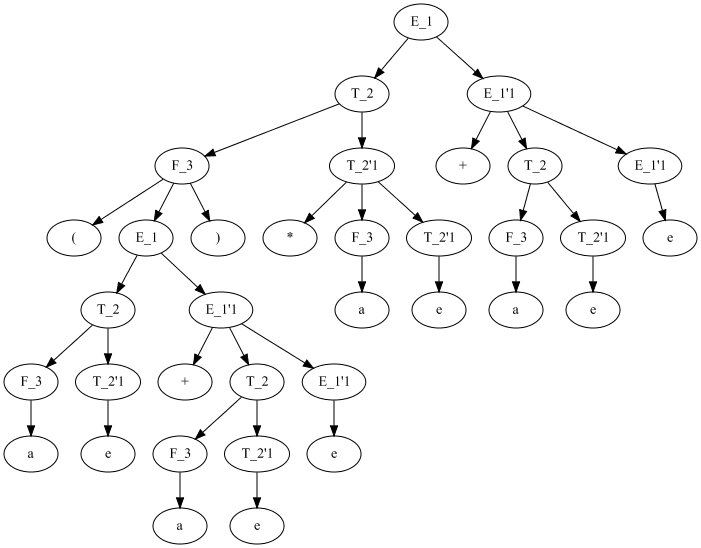 E_1
T_2 E_1'1
F_3 T_2'1 + T_2 E_1'1
( E_1 ) * F_3 T_2'1 F_3 T_2'1 e
T_2 E_1'1 a e a e
F_3 T_2'1 + T_2 E_1'1
a e F_3 T_2'1 e
a e